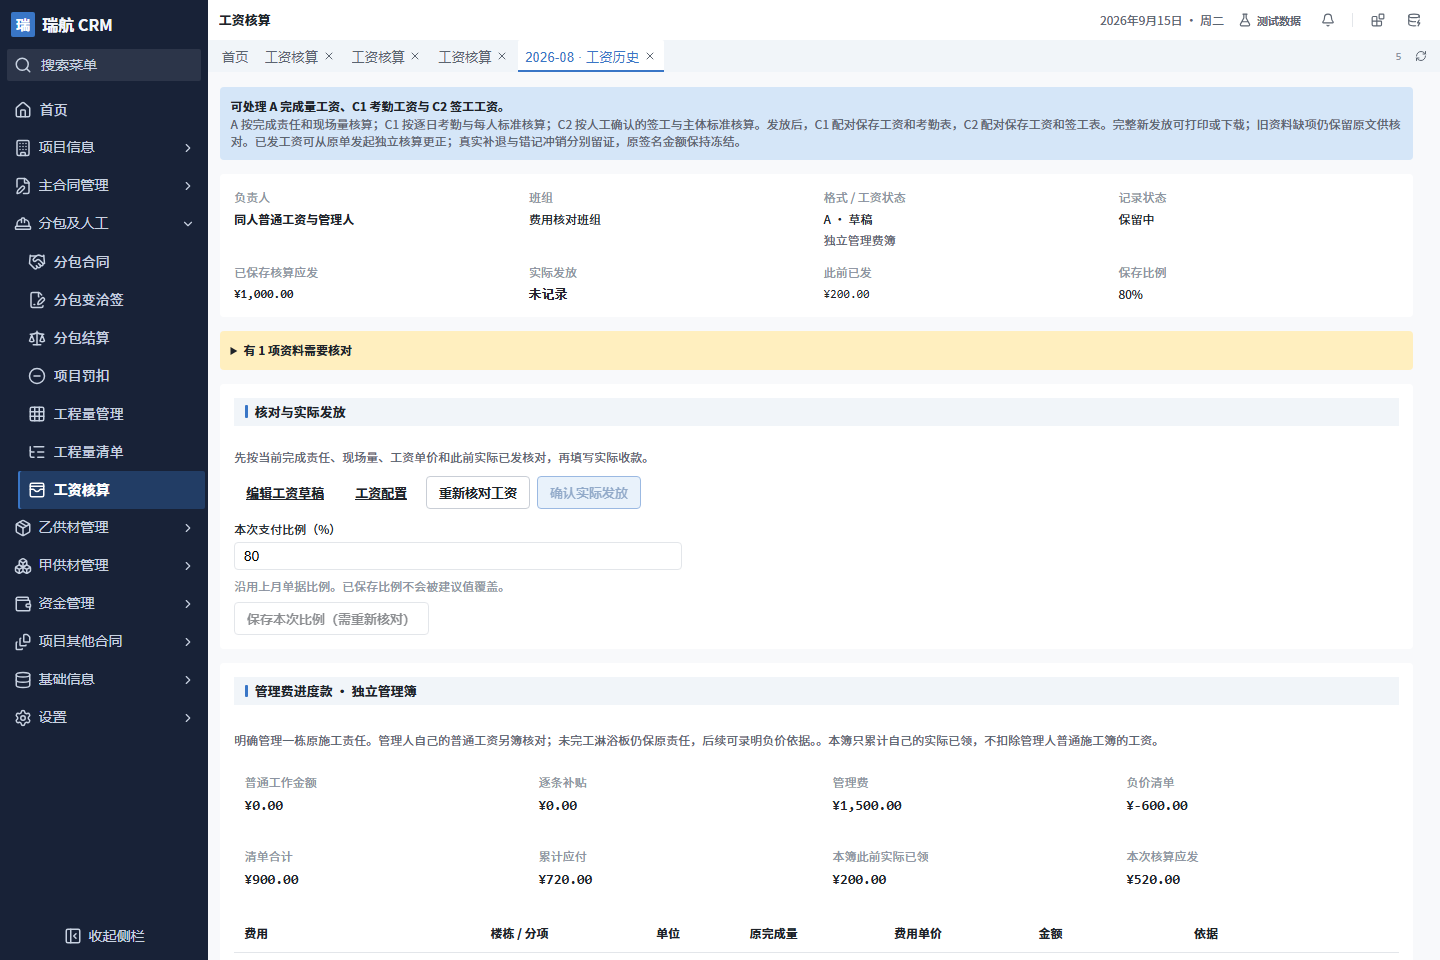 瑞 瑞航 CRM
搜索菜单
首页
项目信息
主合同管理
分包及人工
分包合同
分包变洽签
分包结算
项目罚扣
工程量管理
工程量清单
工资核算
乙供材管理
甲供材管理
资金管理
项目其他合同
基础信息
设置
收起侧栏
工资核算
2026年9月15日 • 周二 测试数据
首页 工资核算 × 工资核算 × 工资核算 × 2026-08 · 工资历史 × 5
可处理 A 完成量工资、C1 考勤工资与 C2 签工工资。
A 按完成责任和现场量核算；C1 按逐日考勤与每人标准核算；C2 按人工确认的签工与主体标准核算。发放后，C1 配对保存工资和考勤表，C2 配对保存工资和签工表。完整新发放可打印或下载；旧资料缺项仍保留原文供核
对。已发工资可从原单发起独立核算更正；真实补退与错记冲销分别留证，原签名金额保持冻结。
负责人 班组 格式 / 工资状态 记录状态
同人普通工资与管理人 费用核对班组 A • 草稿 保留中
独立管理费簿
已保存核算应发 实际发放 此前已发 保存比例
¥1,000.00 未记录 ¥200.00 80%
▶ 有 1 项资料需要核对
核对与实际发放
先按当前完成责任、现场量、工资单价和此前实际已发核对，再填写实际收款。
编辑工资草稿 工资配置 重新核对工资 确认实际发放
本次支付比例（%）
80
沿用上月单据比例。已保存比例不会被建议值覆盖。
保存本次比例（需重新核对）
管理费进度款 • 独立管理簿
明确管理一栋原施工责任。管理人自己的普通工资另簿核对；未完工淋浴板仍保原责任，后续可录明负价依据。。本簿只累计自己的实际已领，不扣除管理人普通施工簿的工资。
普通工作金额 逐条补贴 管理费 负价清单
¥0.00 ¥0.00 ¥1,500.00 ¥-600.00
清单合计 累计应付 本簿此前实际已领 本次核算应发
¥900.00 ¥720.00 ¥200.00 ¥520.00
费用 楼栋 / 分项 单位 原完成量 费用单价 金额 依据